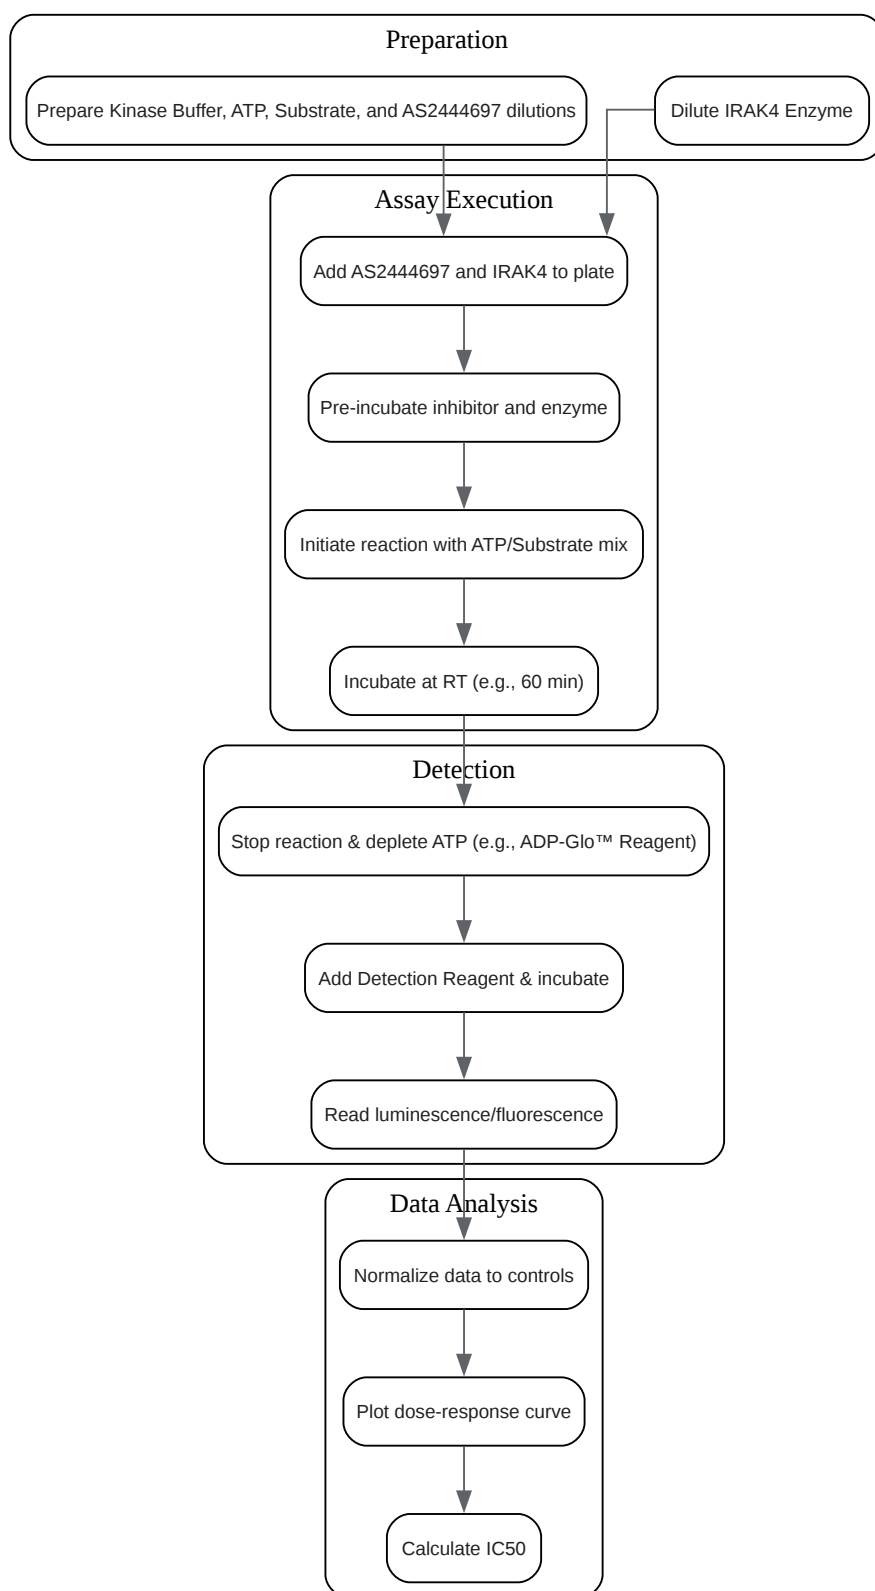 Preparation
Prepare Kinase Buffer, ATP, Substrate, and AS2444697 dilutions
Dilute IRAK4 Enzyme
Assay Execution
Add AS2444697 and IRAK4 to plate
Pre-incubate inhibitor and enzyme
Initiate reaction with ATP/Substrate mix
Incubate at RT (e.g., 60 min)
Detection
Stop reaction & deplete ATP (e.g., ADP-Glo™ Reagent)
Add Detection Reagent & incubate
Read luminescence/fluorescence
Data Analysis
Normalize data to controls
Plot dose-response curve
Calculate IC50